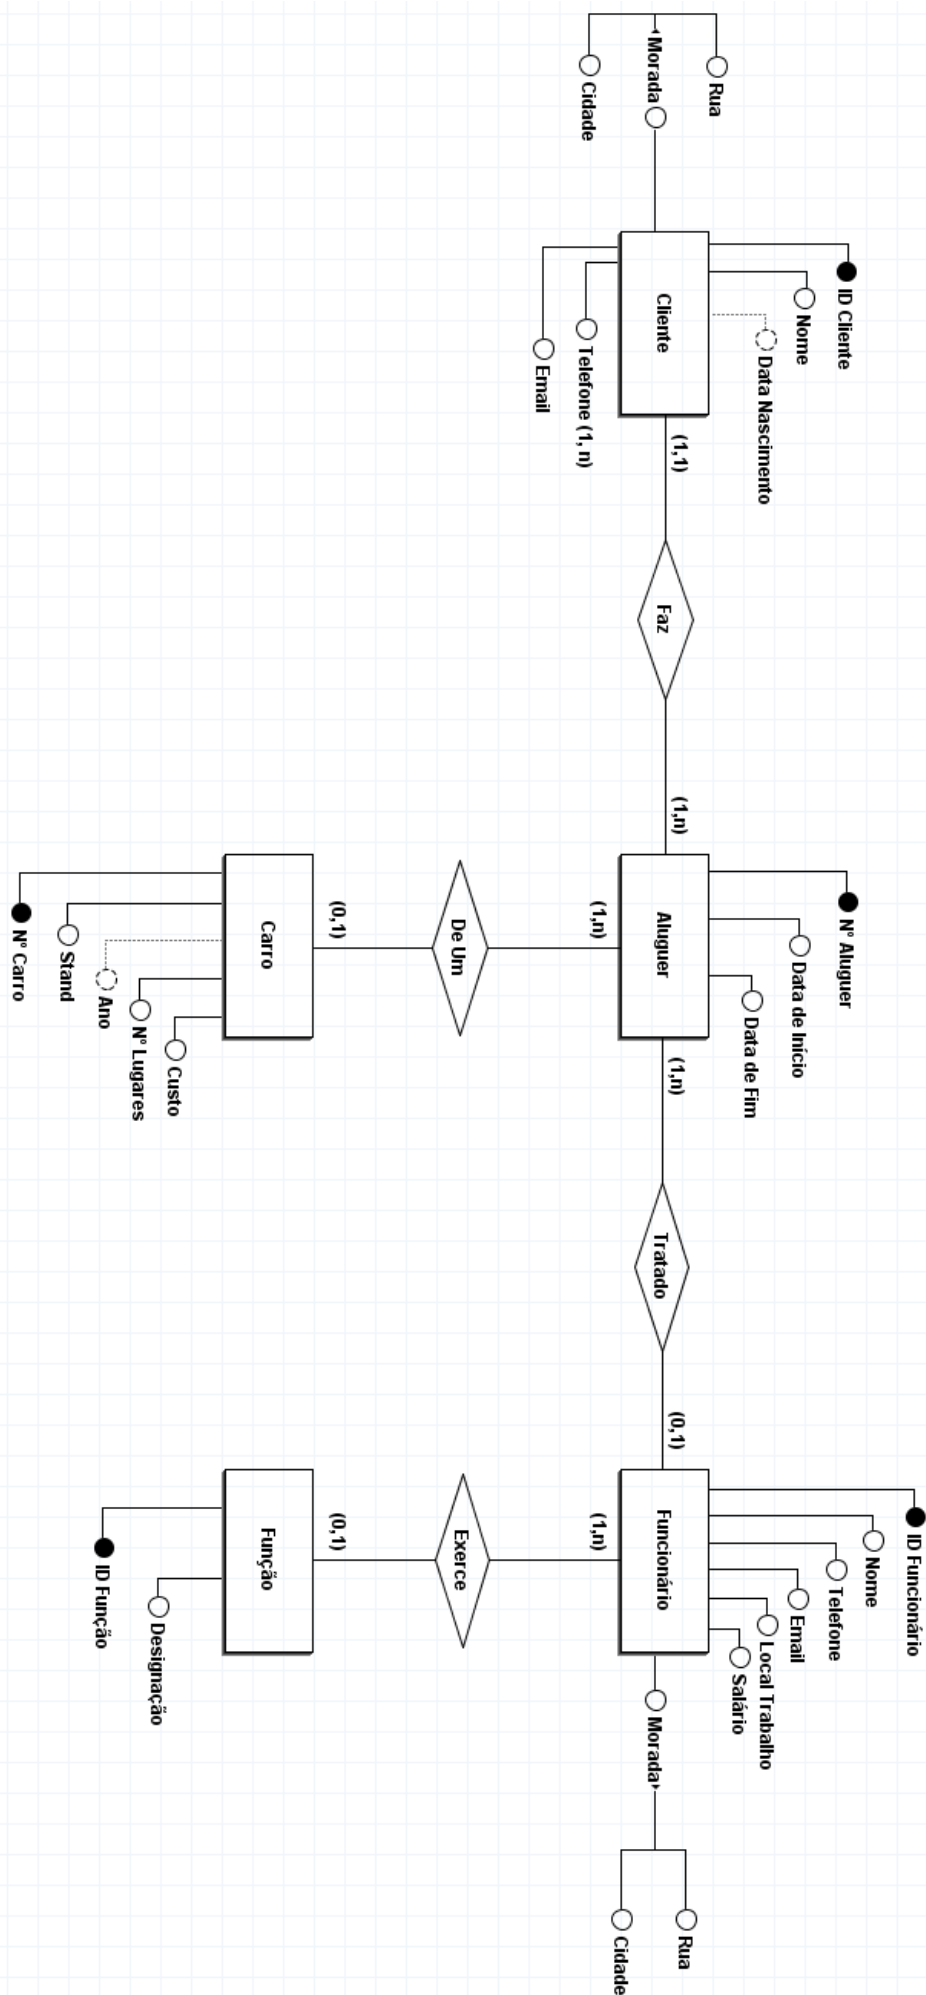 Rua
Morada
Cidade
ID Cliente
Nome
Data Nascimento
Cliente
Telefone (1, n)
Email
(1,1)
Faz
(1,n)
Nº Aluguer
Data de Início
Data de Fim
Aluguer
(1,n)
De Um
(0,1)
Carro
Nº Carro
Stand
Ano
Nº Lugares
Custo
(1,n)
Tratado
(0,1)
ID Funcionário
Nome
Telefone
Email
Local Trabalho
Salário
Funcionário
(1,n)
Exerce
(0,1)
Função
ID Função
Designação
Morada
Rua
Cidade